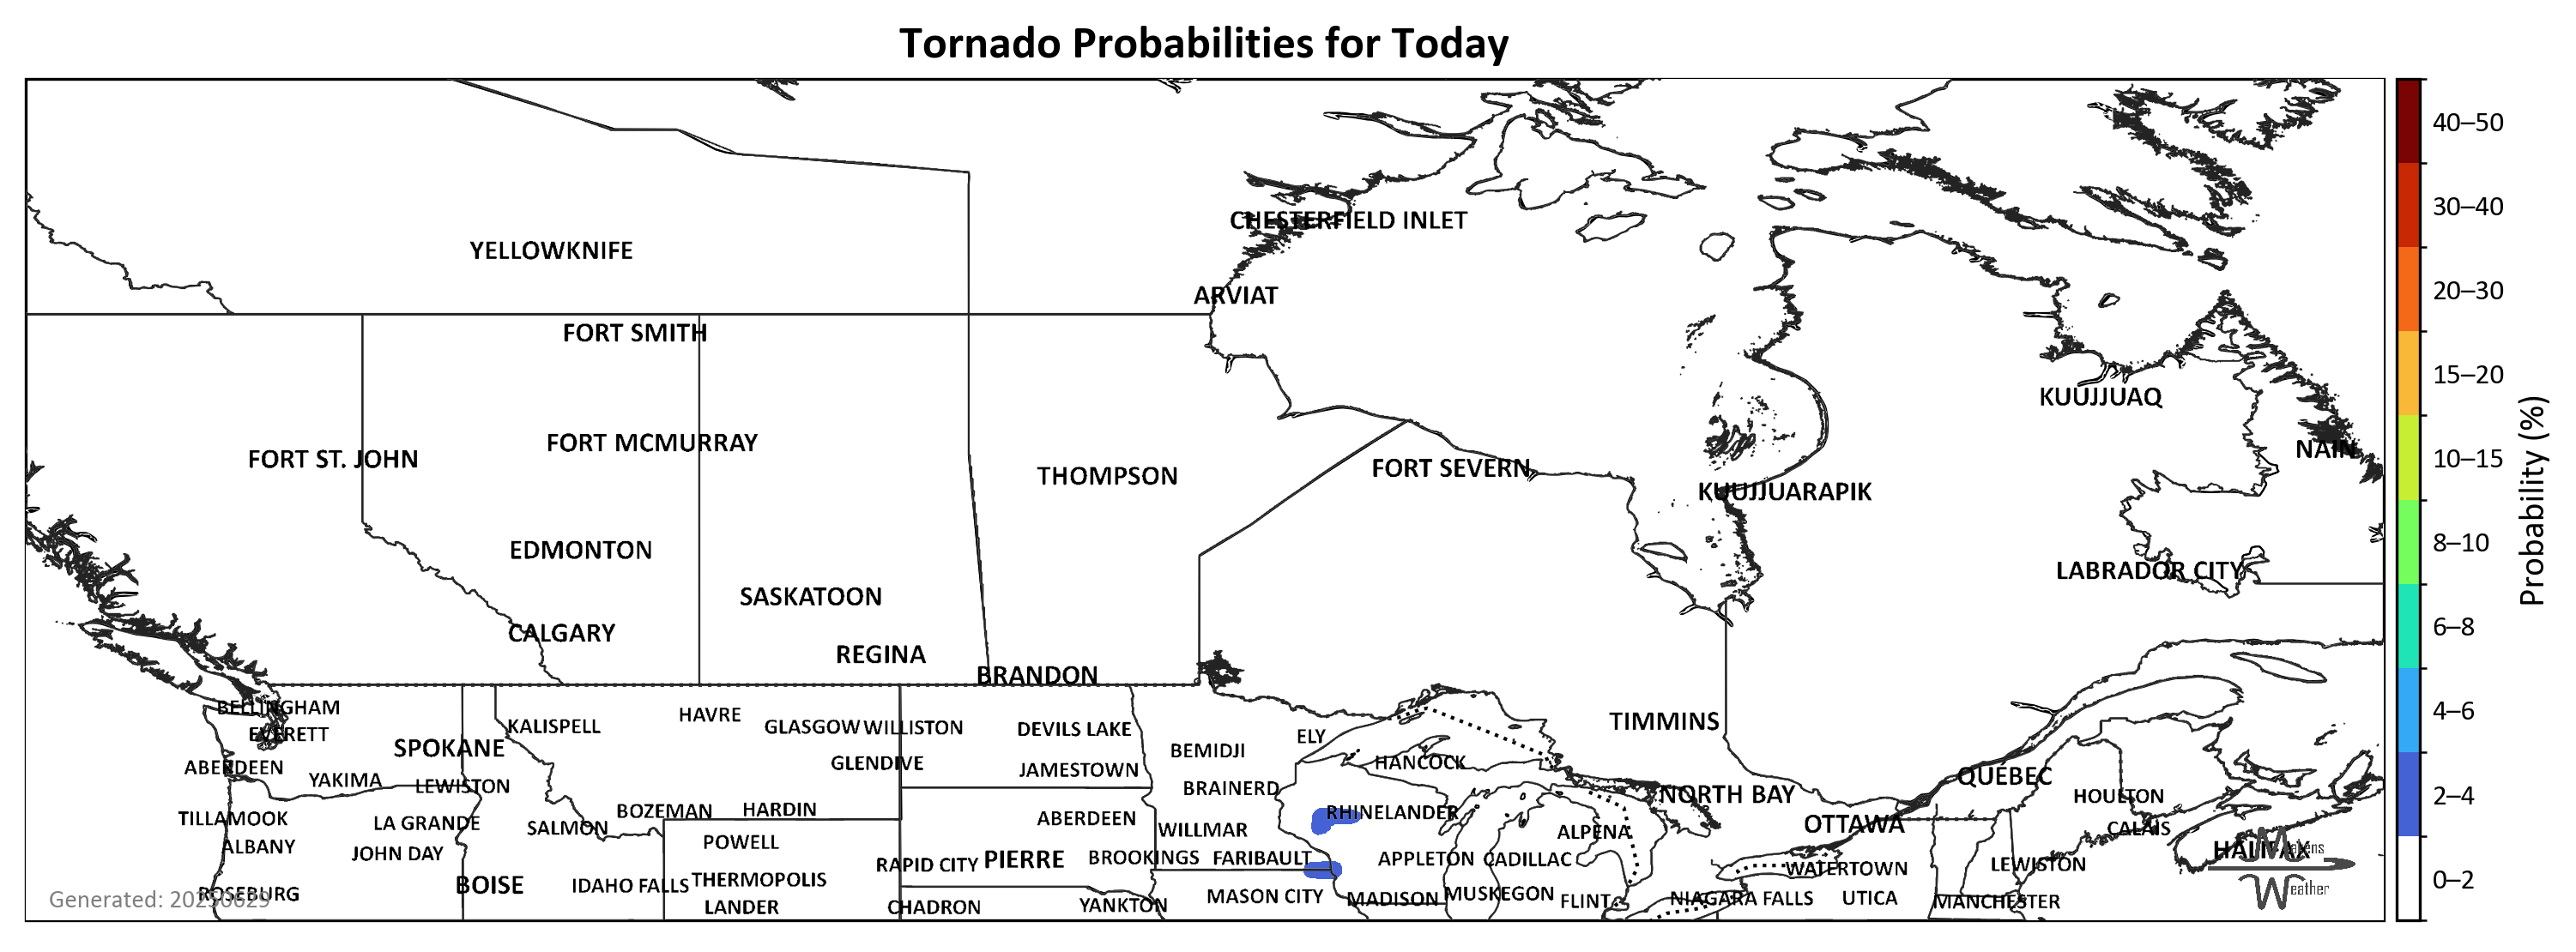 Tornado Probabilities for Today
CHESTERFIELD INLET
YELLOWKNIFE
ARVIAT
FORT SMITH
KUUJJUAQ
FORT MCMURRAY
NAIN
FORT ST. JOHN
FORT SEVERN
THOMPSON
KUUJJUARAPIK
EDMONTON
LABRADOR CITY
SASKATOON
CALGARY
REGINA
BRANDON
BELLINGHAM
HAVRE
TIMMINS
KALISPELL
GLASGOW WILLISTON
DEVILS LAKE
EVERETT
ELY
SPOKANE
BEMIDJI
GLENDIVE
HANCOCK
ABERDEEN
JAMESTOWN
QUÉBEC
YAKIMA
LEWISTON
BRAINERD
NORTH BAY
HOULTON
BOZEMAN
HARDIN
RHINELANDER
TILLAMOOK
LA GRANDE
SALMON
ABERDEEN
WILLMAR
ALPENA
OTTAWA
CALAIS
ALBANY
JOHN DAY
POWELL
HALIFAX
RAPID CITY
PIERRE
BROOKINGS
FARIBAULT
APPLETON
CADILLAC
WATERTOWN
LEWISTON
BOISE
IDAHO FALLS
THERMOPOLIS
ROSEBURG
MASON CITY
MADISON
MUSKEGON
FLINT
NIAGARA FALLS
UTICA
MANCHESTER
LANDER
CHADRON
YANKTON
Generated: 20250629
Weather
40–50
30–40
20–30
15–20
10–15
8–10
6–8
4–6
2–4
0–2
Probability (%)